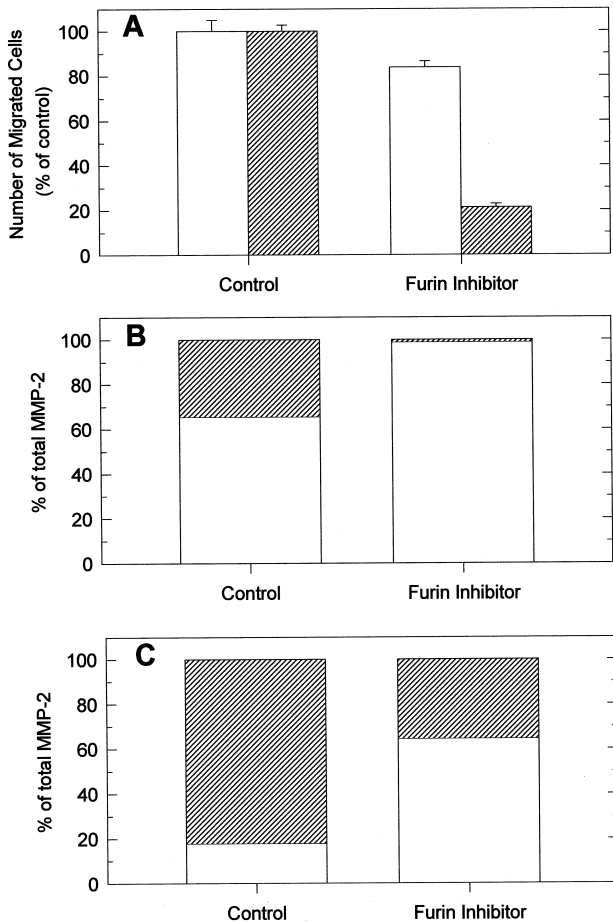 A
Number of Migrated Cells
(% of control)
100
80
60
40
20
0
Control
Furin Inhibitor
B
% of total MMP-2
100
80
60
40
20
0
Control
Furin Inhibitor
C
% of total MMP-2
100
80
60
40
20
0
Control
Furin Inhibitor